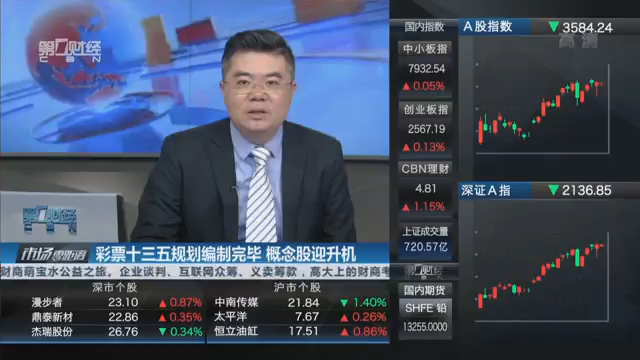 第一财经
CBN
国内指数
中小板指
7932.54
▲0.05%
创业板指
2567.19
▲0.13%
CBN理财
4.81
▲1.15%
上证成交量
720.57亿
国内期货
SHFE 铅
13255.0000
A股指数 ▼3584.24
高清
深证A指 ▼2136.85
第一财经
市场零距离
彩票十三五规划编制完毕 概念股迎升机
财商萌宝水公益之旅。企业谈判、互联网众筹、义卖筹款，高大上的财商考
深市个股 沪市个股
漫步者 23.10 ▲0.87% 中南传媒 21.84 ▼1.40%
鼎泰新材 22.86 ▲0.35% 太平洋 7.67 ▲0.26%
杰瑞股份 26.76 ▼0.34% 恒立油缸 17.51 ▲0.86%